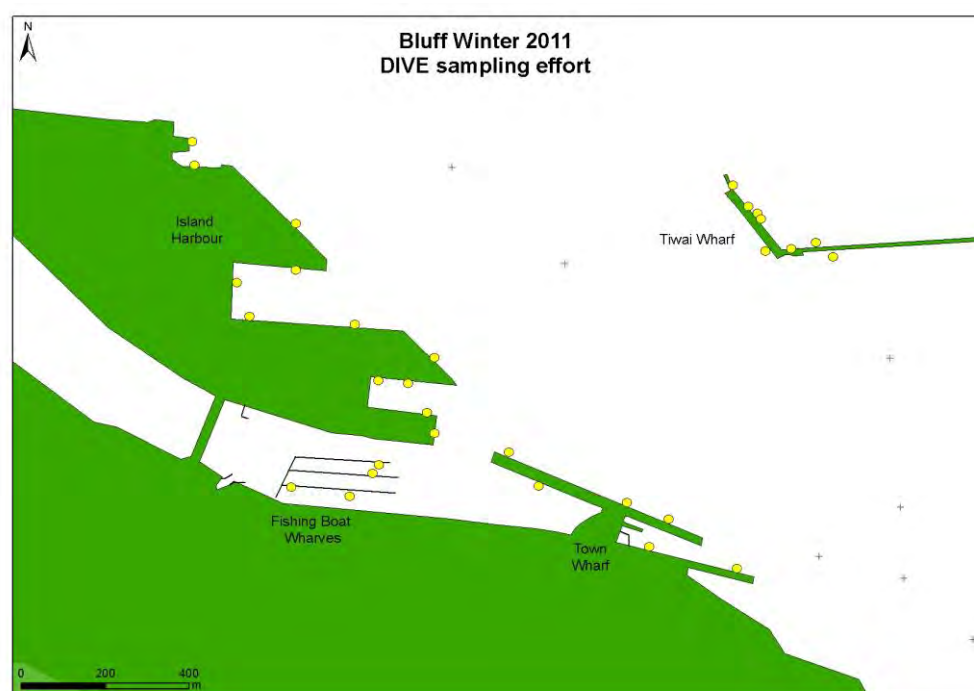 N
Bluff Winter 2011
DIVE sampling effort
Island
Harbour
Tiwai Wharf
Fishing Boat
Wharves
Town
Wharf
0 200 400
m